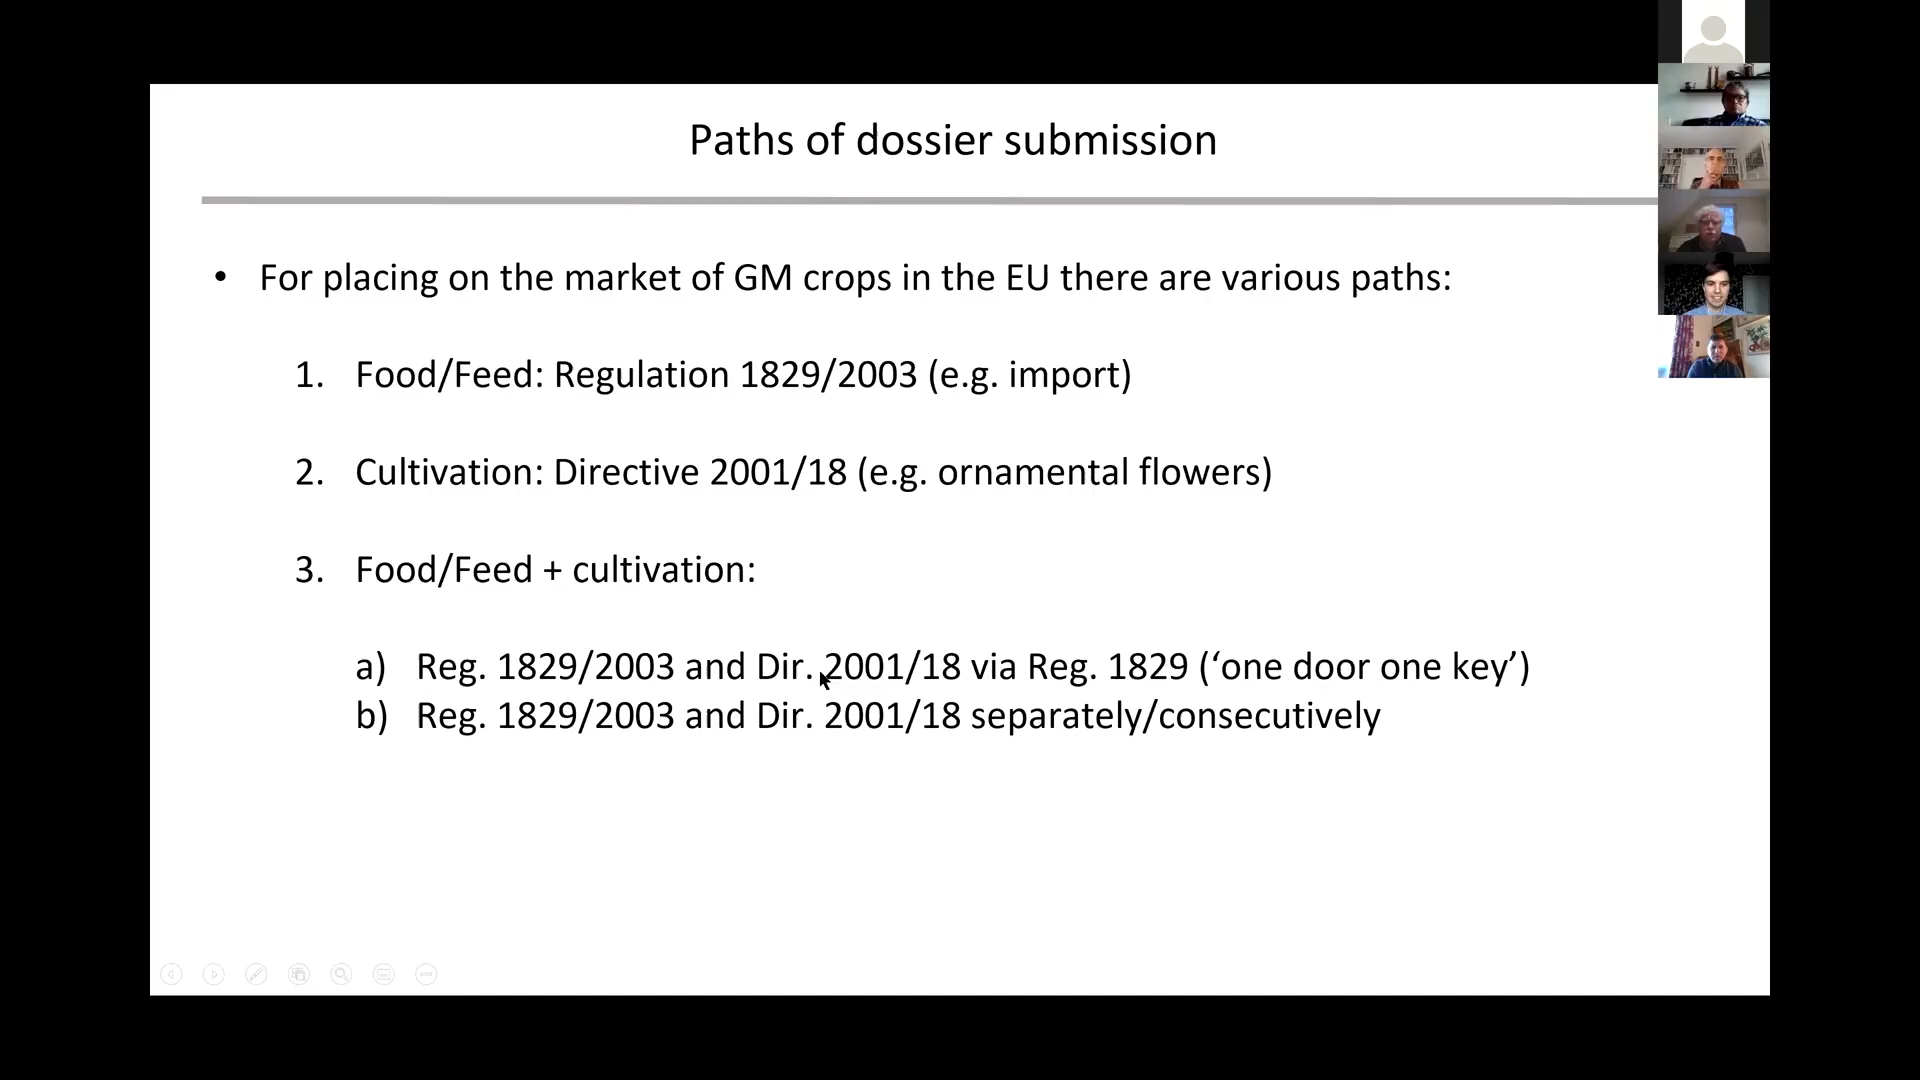 Paths of dossier submission
• For placing on the market of GM crops in the EU there are various paths:
1. Food/Feed: Regulation 1829/2003 (e.g. import)
2. Cultivation: Directive 2001/18 (e.g. ornamental flowers)
3. Food/Feed + cultivation:
a) Reg. 1829/2003 and Dir. 2001/18 via Reg. 1829 (‘one door one key’)
b) Reg. 1829/2003 and Dir. 2001/18 separately/consecutively